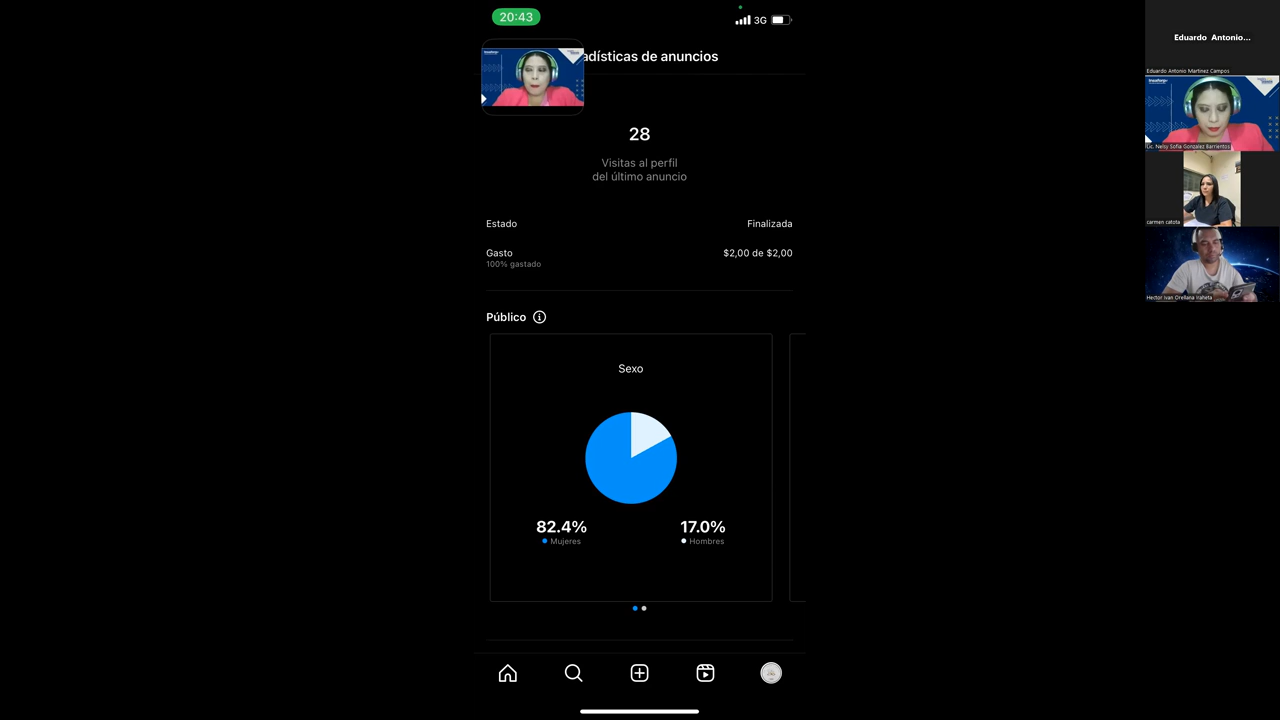 20:43
3G
adísticas de anuncios
28
Visitas al perfil
del último anuncio
Estado
Finalizada
Gasto
$2,00 de $2,00
100% gastado
Público
Sexo
82.4%
17.0%
Mujeres
Hombres
Eduardo Antonio...
Eduardo Antonio Martinez Campos
Lic. Nelsy Sofia Gonzalez Barrientos
carmen catota
Hector Ivan Orellana Iraheta